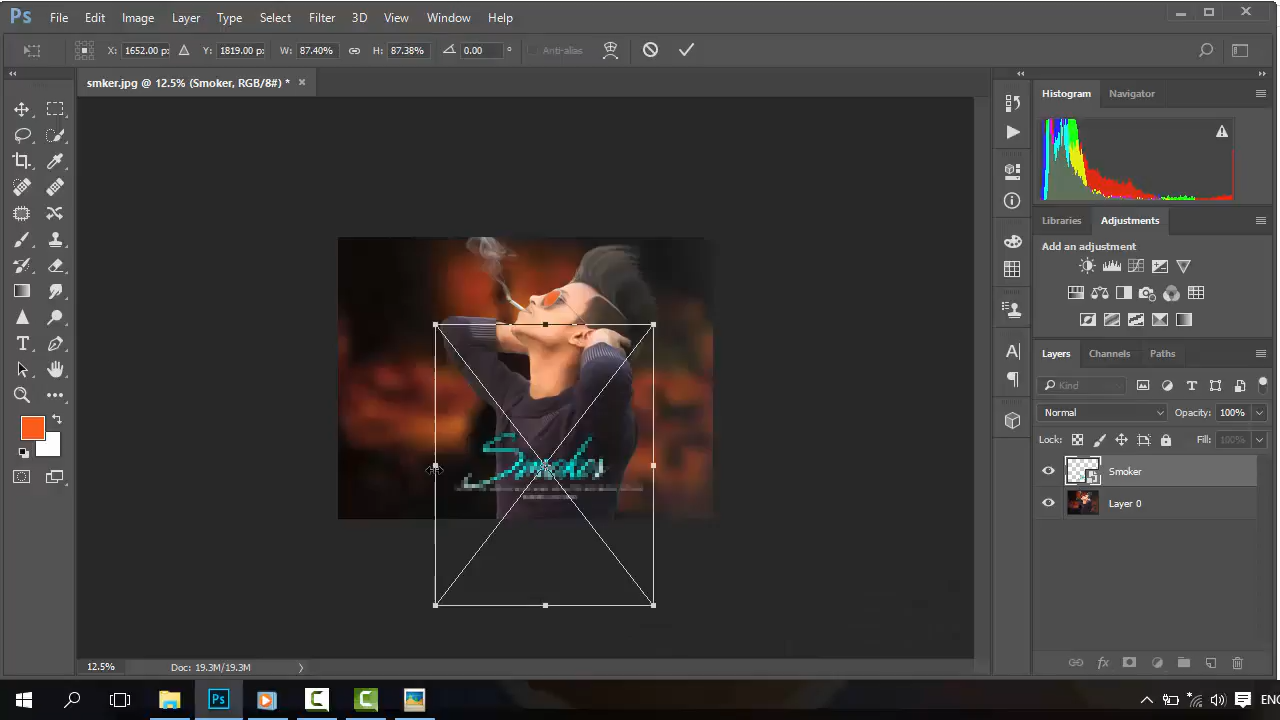 Ps File Edit Image Layer Type Select Filter 3D View Window Help
X: 1652.00 px Y: 1819.00 px W: 87.40% H: 87.38% 0.00 ° Anti-alias
smker.jpg @ 12.5% (Smoker, RGB/8#) * ×
Histogram Navigator
Libraries Adjustments
Add an adjustment
Layers Channels Paths
Kind
Normal Opacity: 100%
Lock: Fill: 100%
Smoker
Layer 0
Smoker
12.5% Doc: 19.3M/19.3M
Ps
ENG